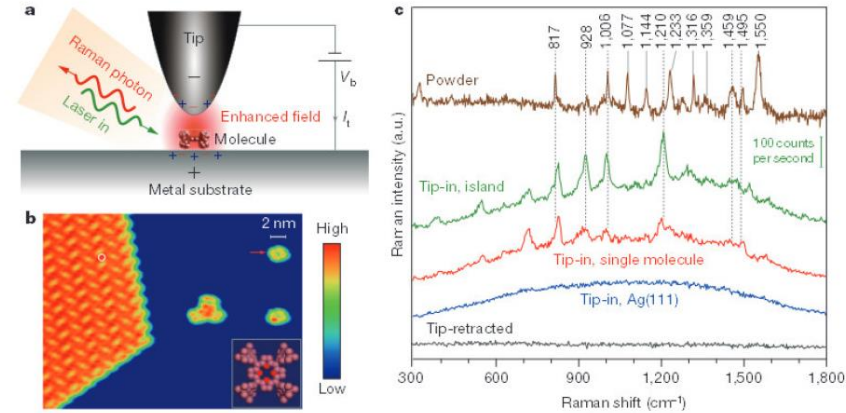 a
Tip
Raman photon
Laser in
−
V_b
Enhanced field
I_t
Molecule
+
Metal substrate
b
2 nm
High
Low
c
817
928
1,006
1,077
1,144
1,210
1,233
1,316
1,359
1,459
1,495
1,550
Powder
100 counts
per second
Tip-in, island
Tip-in, single molecule
Tip-in, Ag(111)
Tip-retracted
Raman intensity (a.u.)
300 600 900 1,200 1,500 1,800
Raman shift (cm⁻¹)